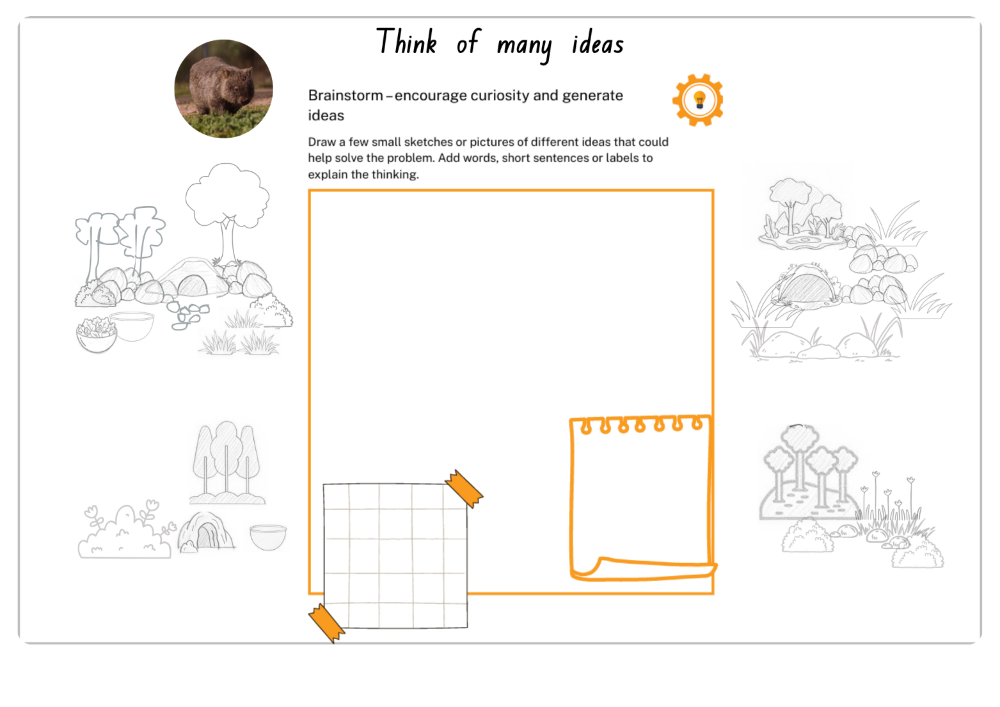 Think of many ideas
Brainstorm – encourage curiosity and generate
ideas
Draw a few small sketches or pictures of different ideas that could
help solve the problem. Add words, short sentences or labels to
explain the thinking.